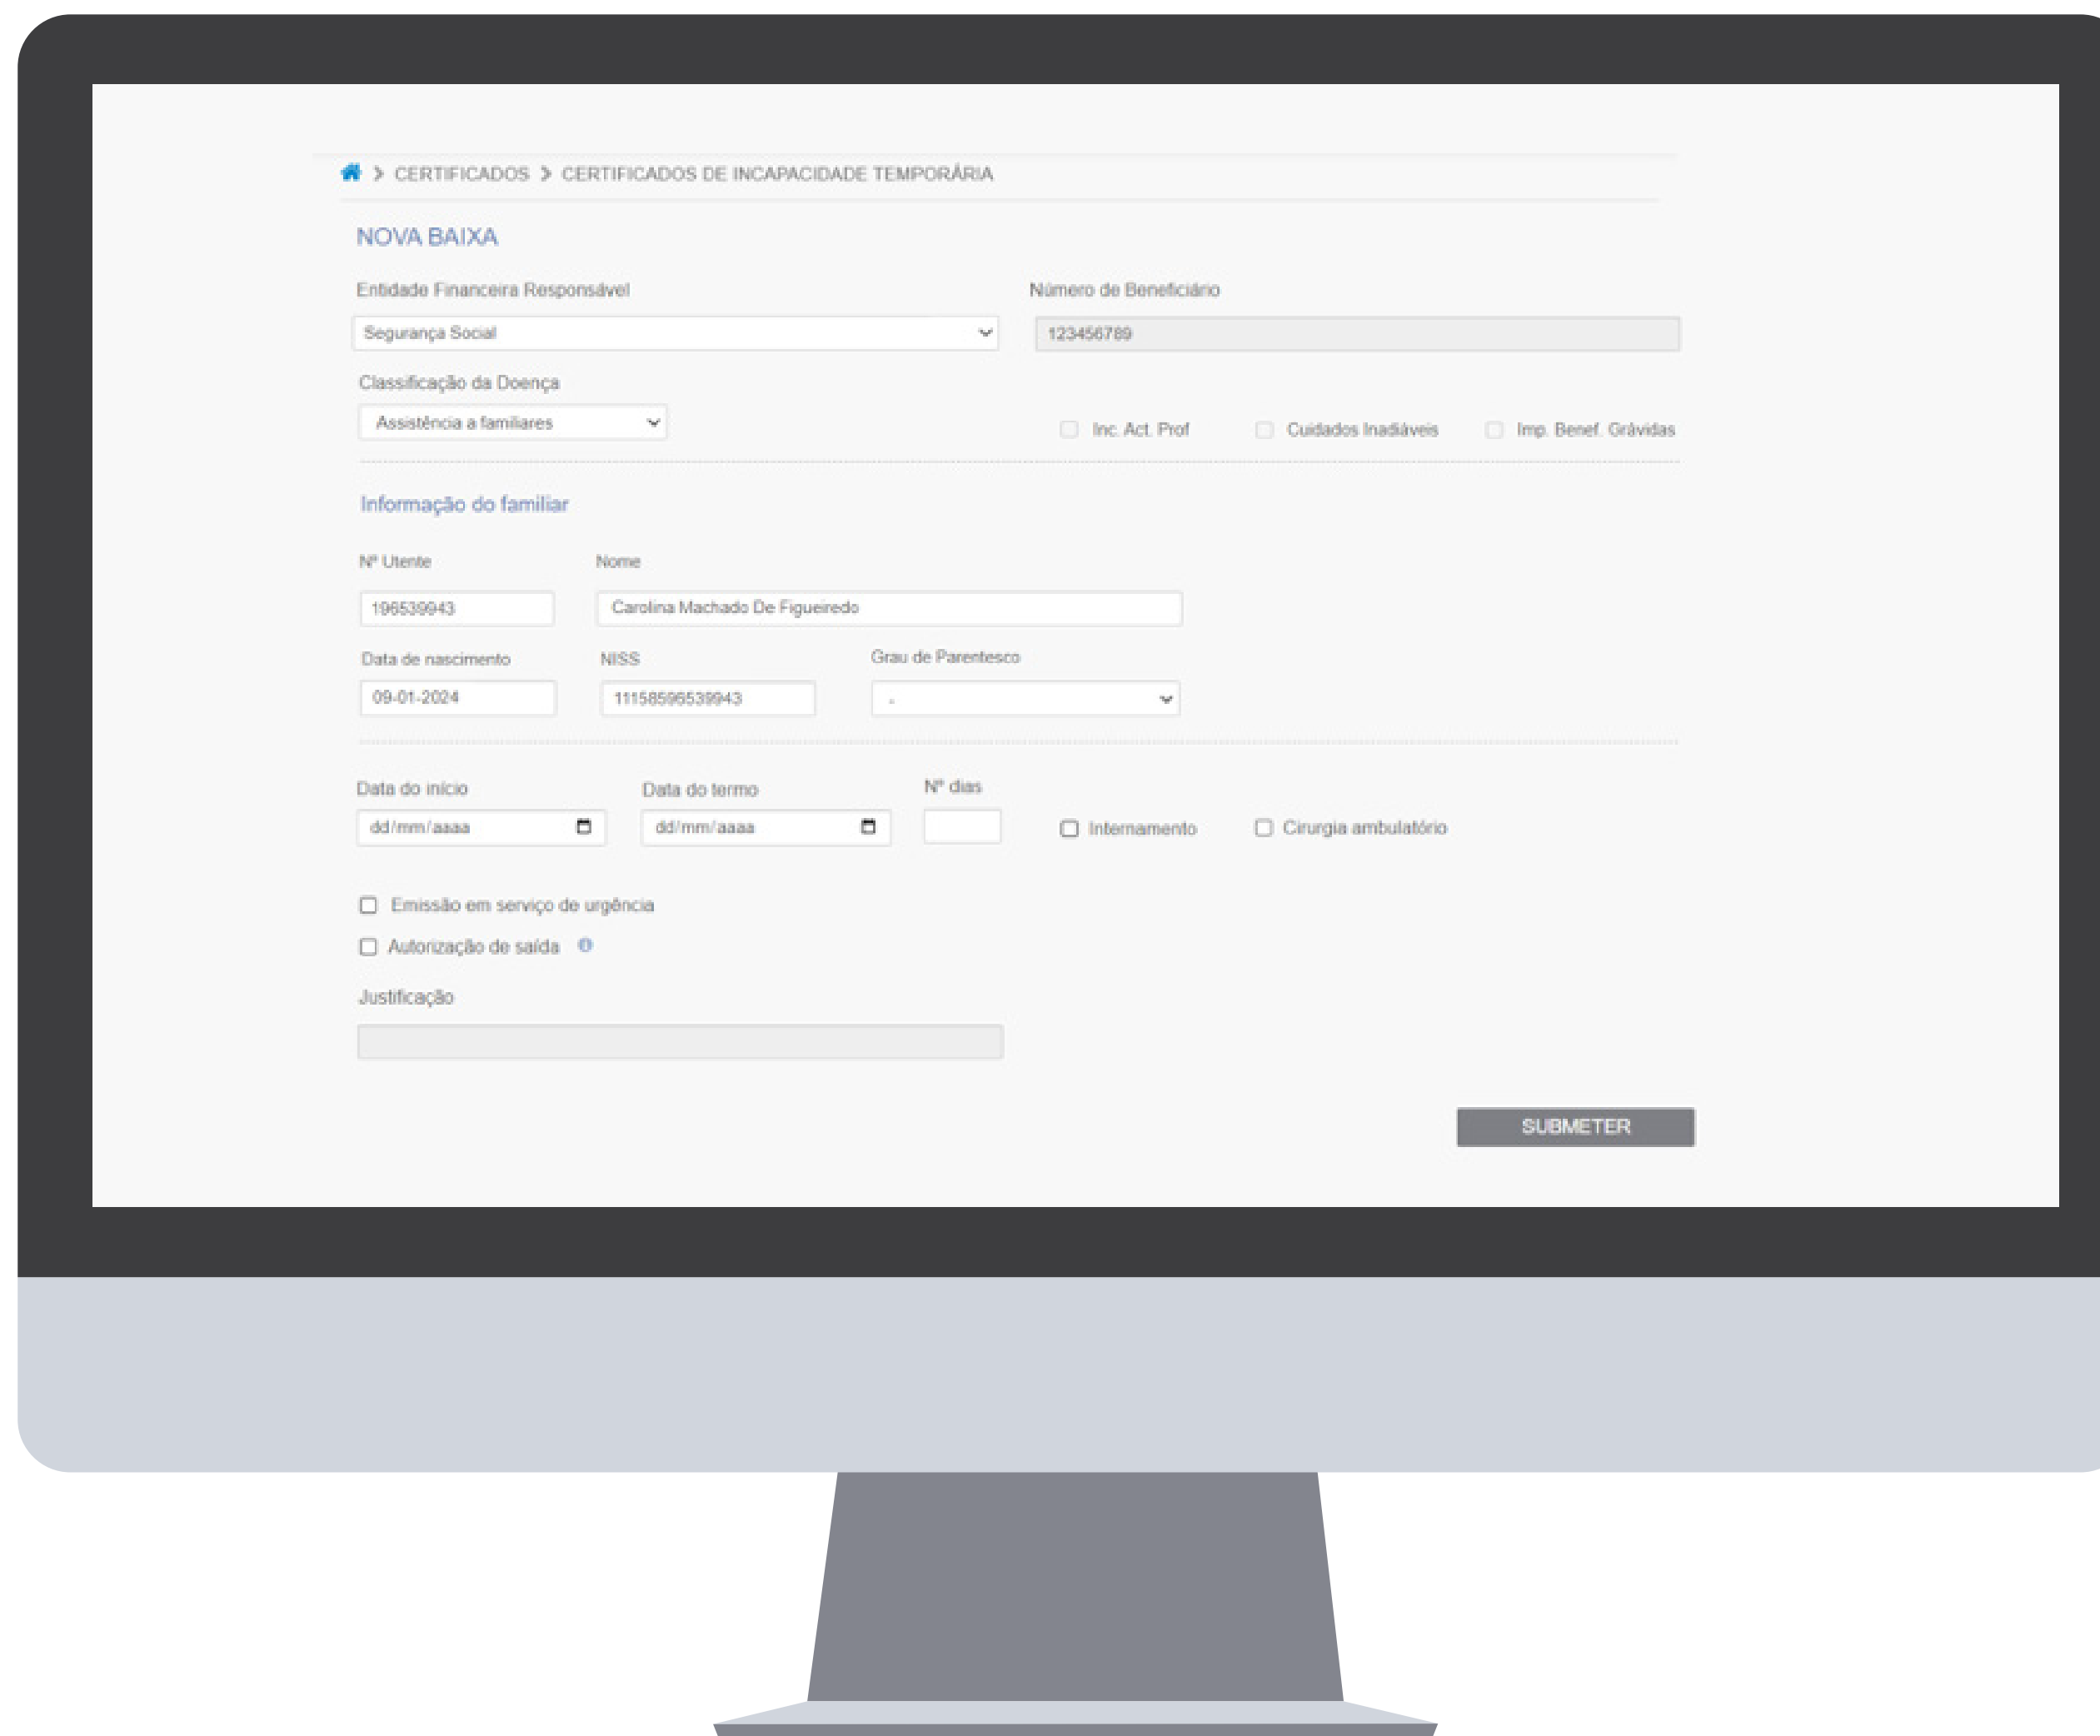 CERTIFICADOS > CERTIFICADOS DE INCAPACIDADE TEMPORÁRIA
NOVA BAIXA
Entidade Financeira Responsável Número de Beneficiário
Segurança Social 123456789
Classificação da Doença
Assistência a familiares Inc. Act. Prof Cuidados Inadiáveis Imp. Benef. Grávidas
Informação do familiar
Nº Utente Nome
196539943 Carolina Machado De Figueiredo
Data de nascimento NISS Grau de Parentesco
09-01-2024 11158596539943 -
Data do início Data do termo Nº dias
dd/mm/aaaa dd/mm/aaaa Internamento Cirurgia ambulatório
Emissão em serviço de urgência
Autorização de saída
Justificação
SUBMETER